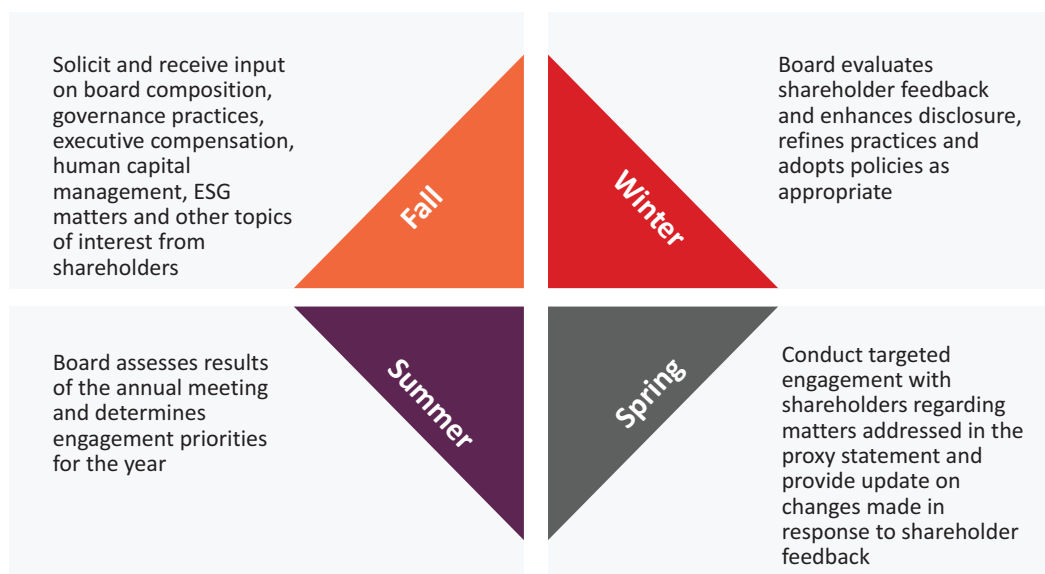 Solicit and receive input
on board composition,
governance practices,
executive compensation,
human capital
management, ESG
matters and other topics
of interest from
shareholders
Fall
Winter
Board evaluates
shareholder feedback
and enhances disclosure,
refines practices and
adopts policies as
appropriate
Board assesses results
of the annual meeting
and determines
engagement priorities
for the year
Summer
Spring
Conduct targeted
engagement with
shareholders regarding
matters addressed in the
proxy statement and
provide update on
changes made in
response to shareholder
feedback